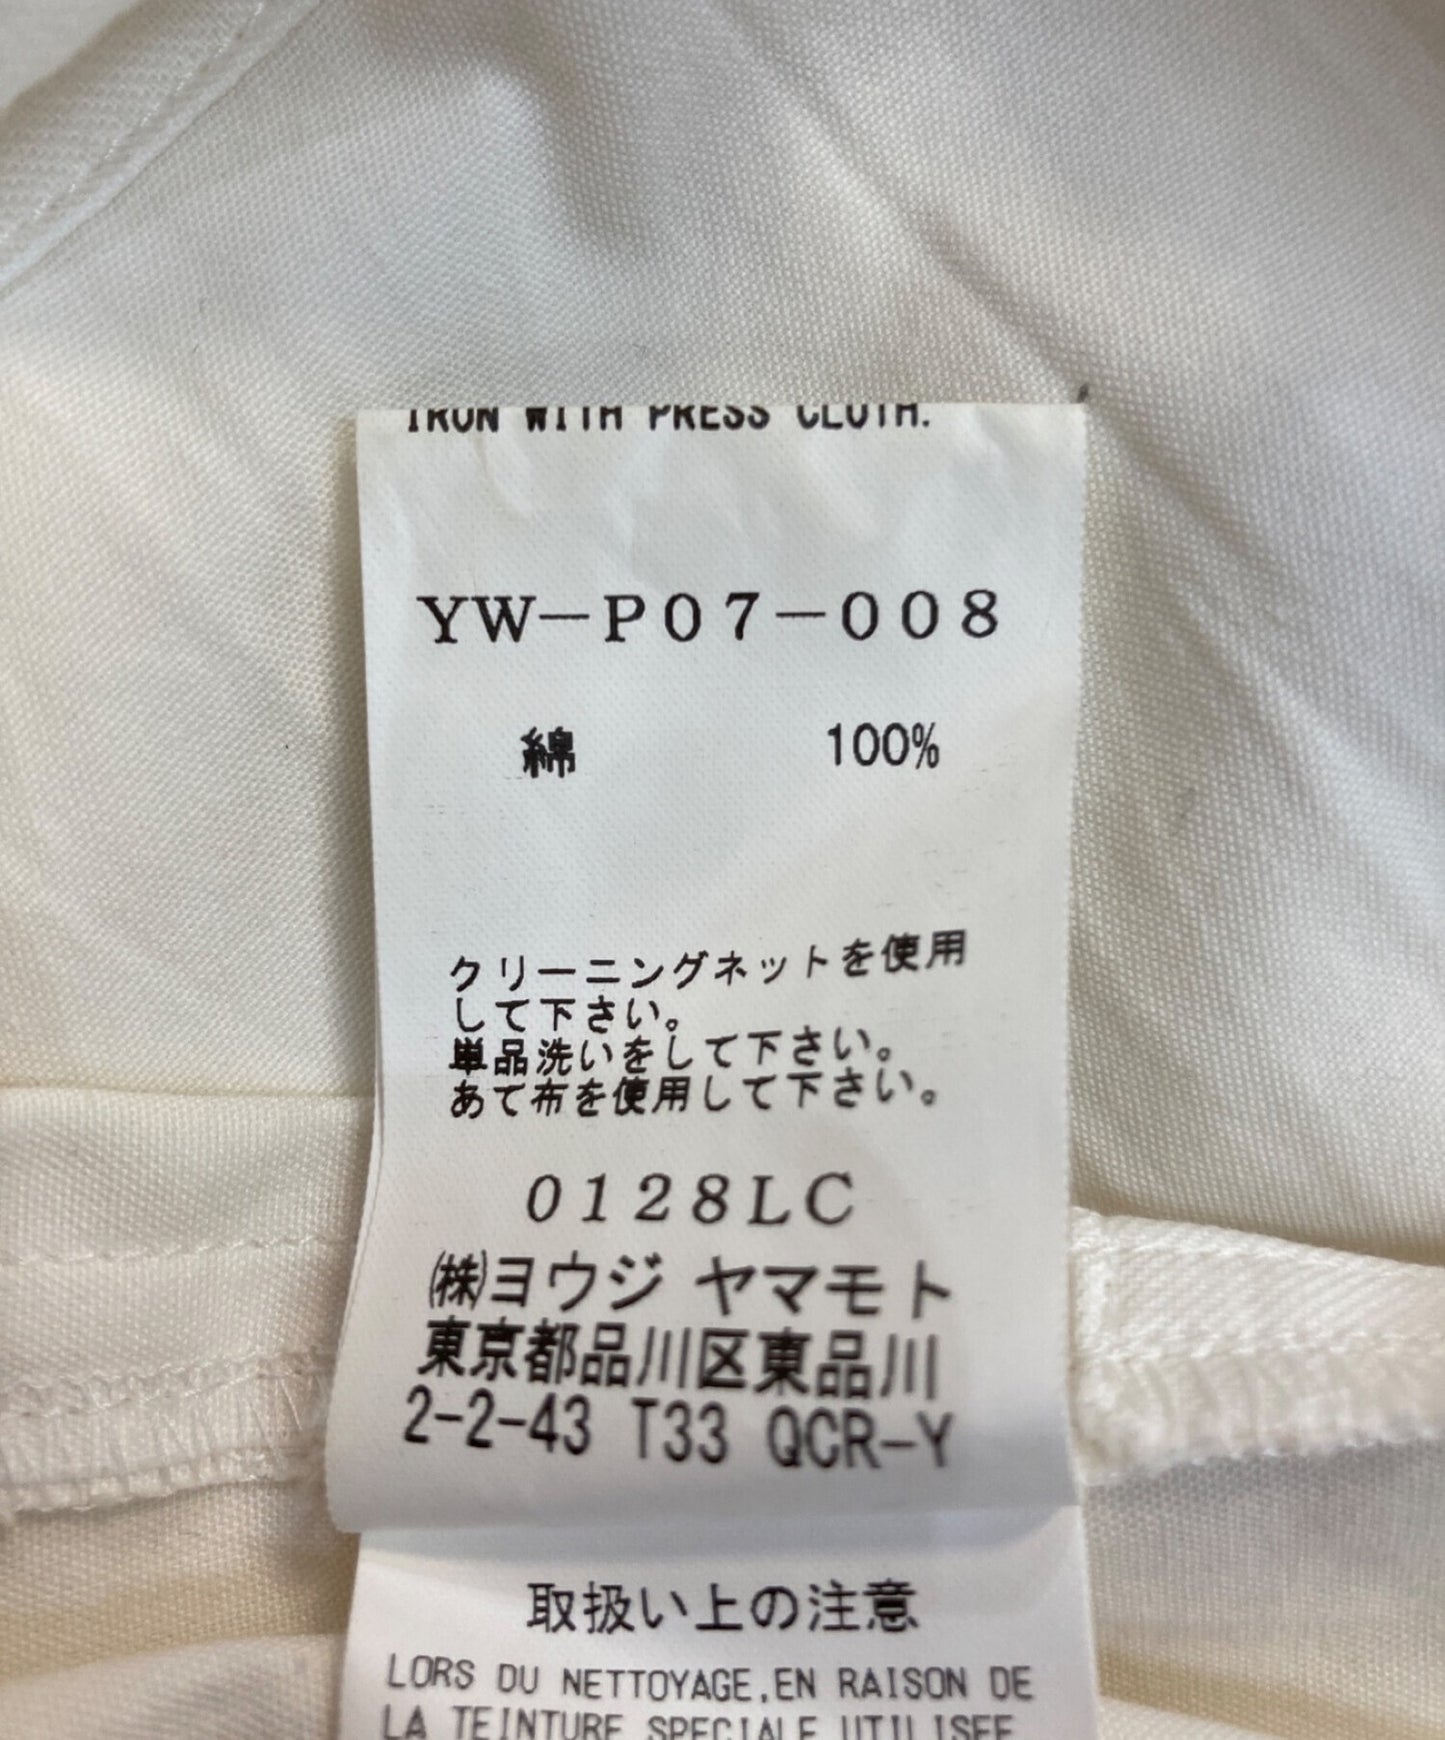 IRON WITH PRESS CLOTH.
YW-P07-008
綿 100%
クリーニングネットを使用
して下さい。
単品洗いをして下さい。
あて布を使用して下さい。
0128LC
㈱ヨウジ ヤマモト
東京都品川区東品川
2-2-43 T33 QCR-Y
取扱い上の注意
LORS DU NETTOYAGE,EN RAISON DE
LA TEINTURE SPECIALE UTILISEE